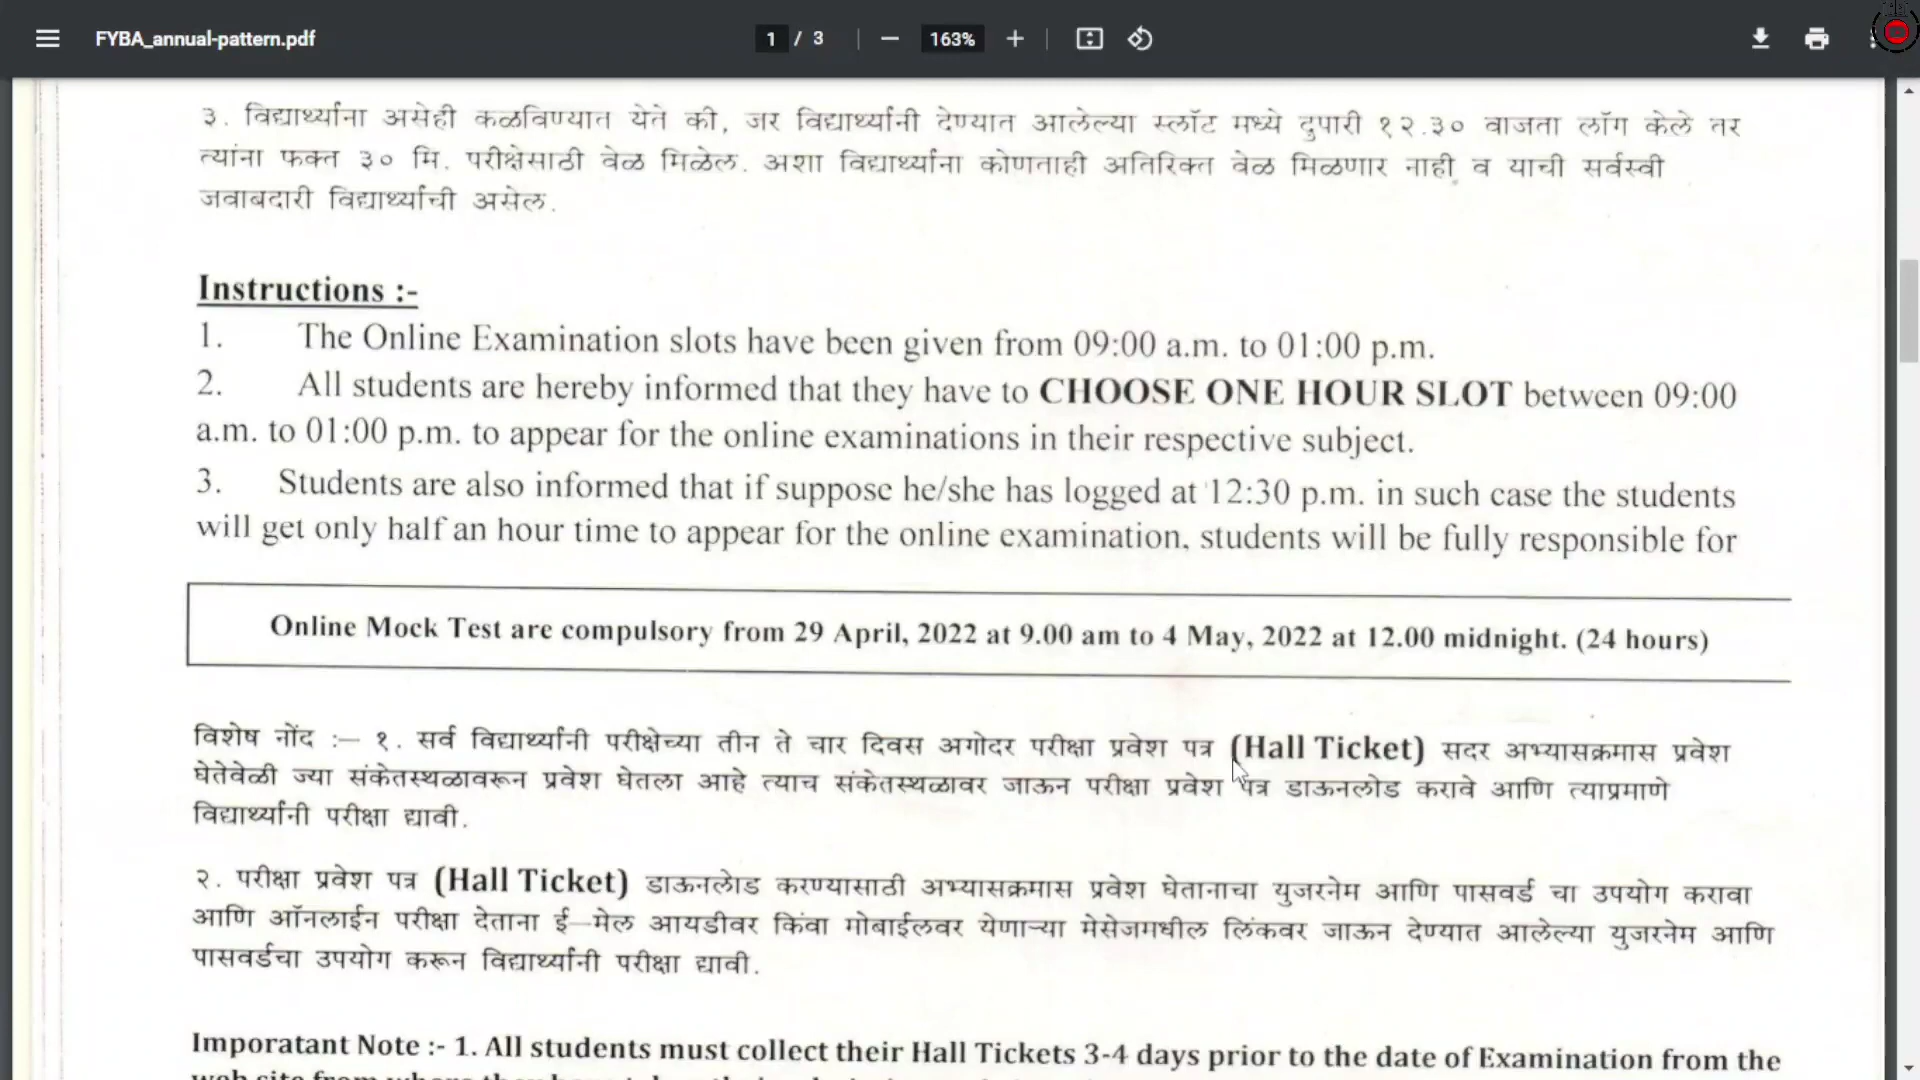 FYBA_annual-pattern.pdf
1 / 3
163%
३. विद्यार्थ्यांना असेही कळविण्यात येते की, जर विद्यार्थ्यांनी देण्यात आलेल्या स्लॉट मध्ये दुपारी १२.३० वाजता लॉग केले तर
त्यांना फक्त ३० मि. परीक्षेसाठी वेळ मिळेल. अशा विद्यार्थ्यांना कोणताही अतिरिक्त वेळ मिळणार नाही व याची सर्वस्वी
जवाबदारी विद्यार्थ्यांची असेल.
Instructions :-
1. The Online Examination slots have been given from 09:00 a.m. to 01:00 p.m.
2. All students are hereby informed that they have to CHOOSE ONE HOUR SLOT between 09:00
a.m. to 01:00 p.m. to appear for the online examinations in their respective subject.
3. Students are also informed that if suppose he/she has logged at 12:30 p.m. in such case the students
will get only half an hour time to appear for the online examination, students will be fully responsible for
Online Mock Test are compulsory from 29 April, 2022 at 9.00 am to 4 May, 2022 at 12.00 midnight. (24 hours)
विशेष नोंद :— १. सर्व विद्यार्थ्यांनी परीक्षेच्या तीन ते चार दिवस अगोदर परीक्षा प्रवेश पत्र (Hall Ticket) सदर अभ्यासक्रमास प्रवेश
घेतेवेळी ज्या संकेतस्थळावरून प्रवेश घेतला आहे त्याच संकेतस्थळावर जाऊन परीक्षा प्रवेश पत्र डाऊनलोड करावे आणि त्याप्रमाणे
विद्यार्थ्यांनी परीक्षा द्यावी.
२. परीक्षा प्रवेश पत्र (Hall Ticket) डाऊनलोड करण्यासाठी अभ्यासक्रमास प्रवेश घेतानाचा युजरनेम आणि पासवर्ड चा उपयोग करावा
आणि ऑनलाईन परीक्षा देताना ई—मेल आयडीवर किंवा मोबाईलवर येणाऱ्या मेसेजमधील लिंकवर जाऊन देण्यात आलेल्या युजरनेम आणि
पासवर्डचा उपयोग करून विद्यार्थ्यांनी परीक्षा द्यावी.
Imporatant Note :- 1. All students must collect their Hall Tickets 3-4 days prior to the date of Examination from the